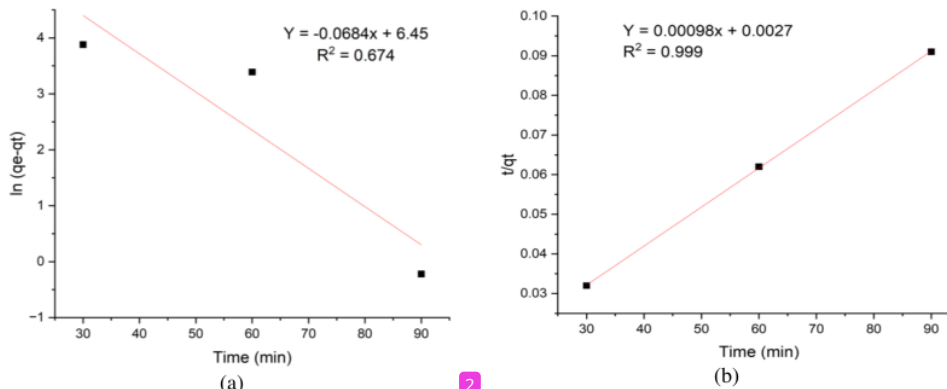 Y = -0.0684x + 6.45
R² = 0.674
ln (qe-qt)
4
3
2
1
0
−1
30 40 50 60 70 80 90
Time (min)
(a)
2
Y = 0.00098x + 0.0027
R² = 0.999
t/qt
0.10
0.09
0.08
0.07
0.06
0.05
0.04
0.03
30 40 50 60 70 80 90
Time (min)
(b)